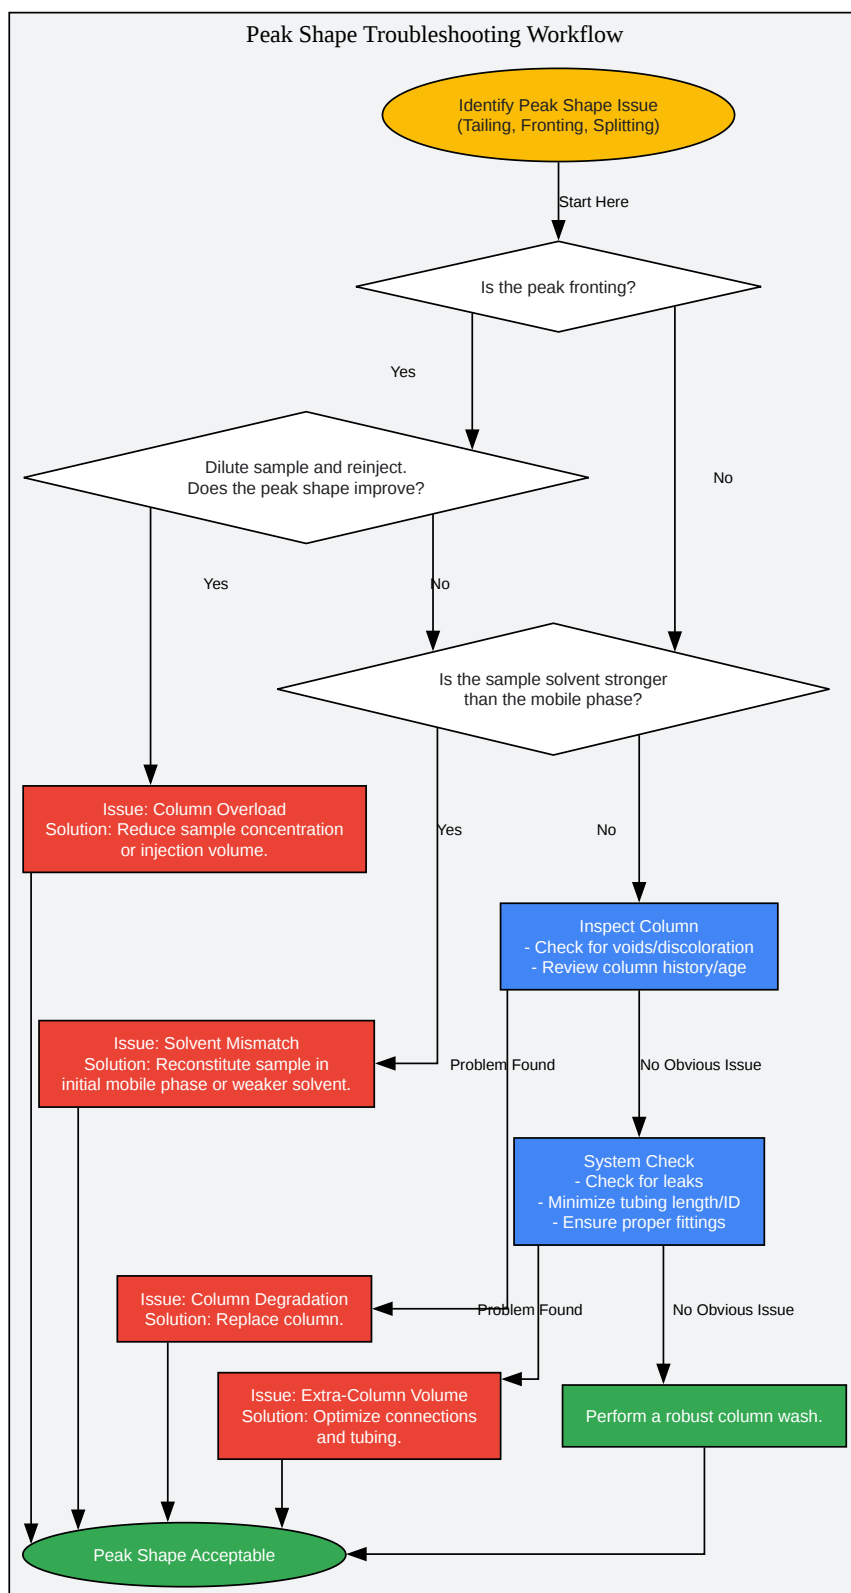 Peak Shape Troubleshooting Workflow
Identify Peak Shape Issue
(Tailing, Fronting, Splitting)
Start Here
Is the peak fronting?
Yes
Dilute sample and reinject.
Does the peak shape improve?
No
Yes
No
Is the sample solvent stronger
than the mobile phase?
Issue: Column Overload
Solution: Reduce sample concentration
or injection volume.
Yes
No
Inspect Column
- Check for voids/discoloration
- Review column history/age
Issue: Solvent Mismatch
Solution: Reconstitute sample in
initial mobile phase or weaker solvent.
Problem Found
No Obvious Issue
System Check
- Check for leaks
- Minimize tubing length/ID
- Ensure proper fittings
Issue: Column Degradation
Solution: Replace column.
Problem Found
No Obvious Issue
Issue: Extra-Column Volume
Solution: Optimize connections
and tubing.
Perform a robust column wash.
Peak Shape Acceptable